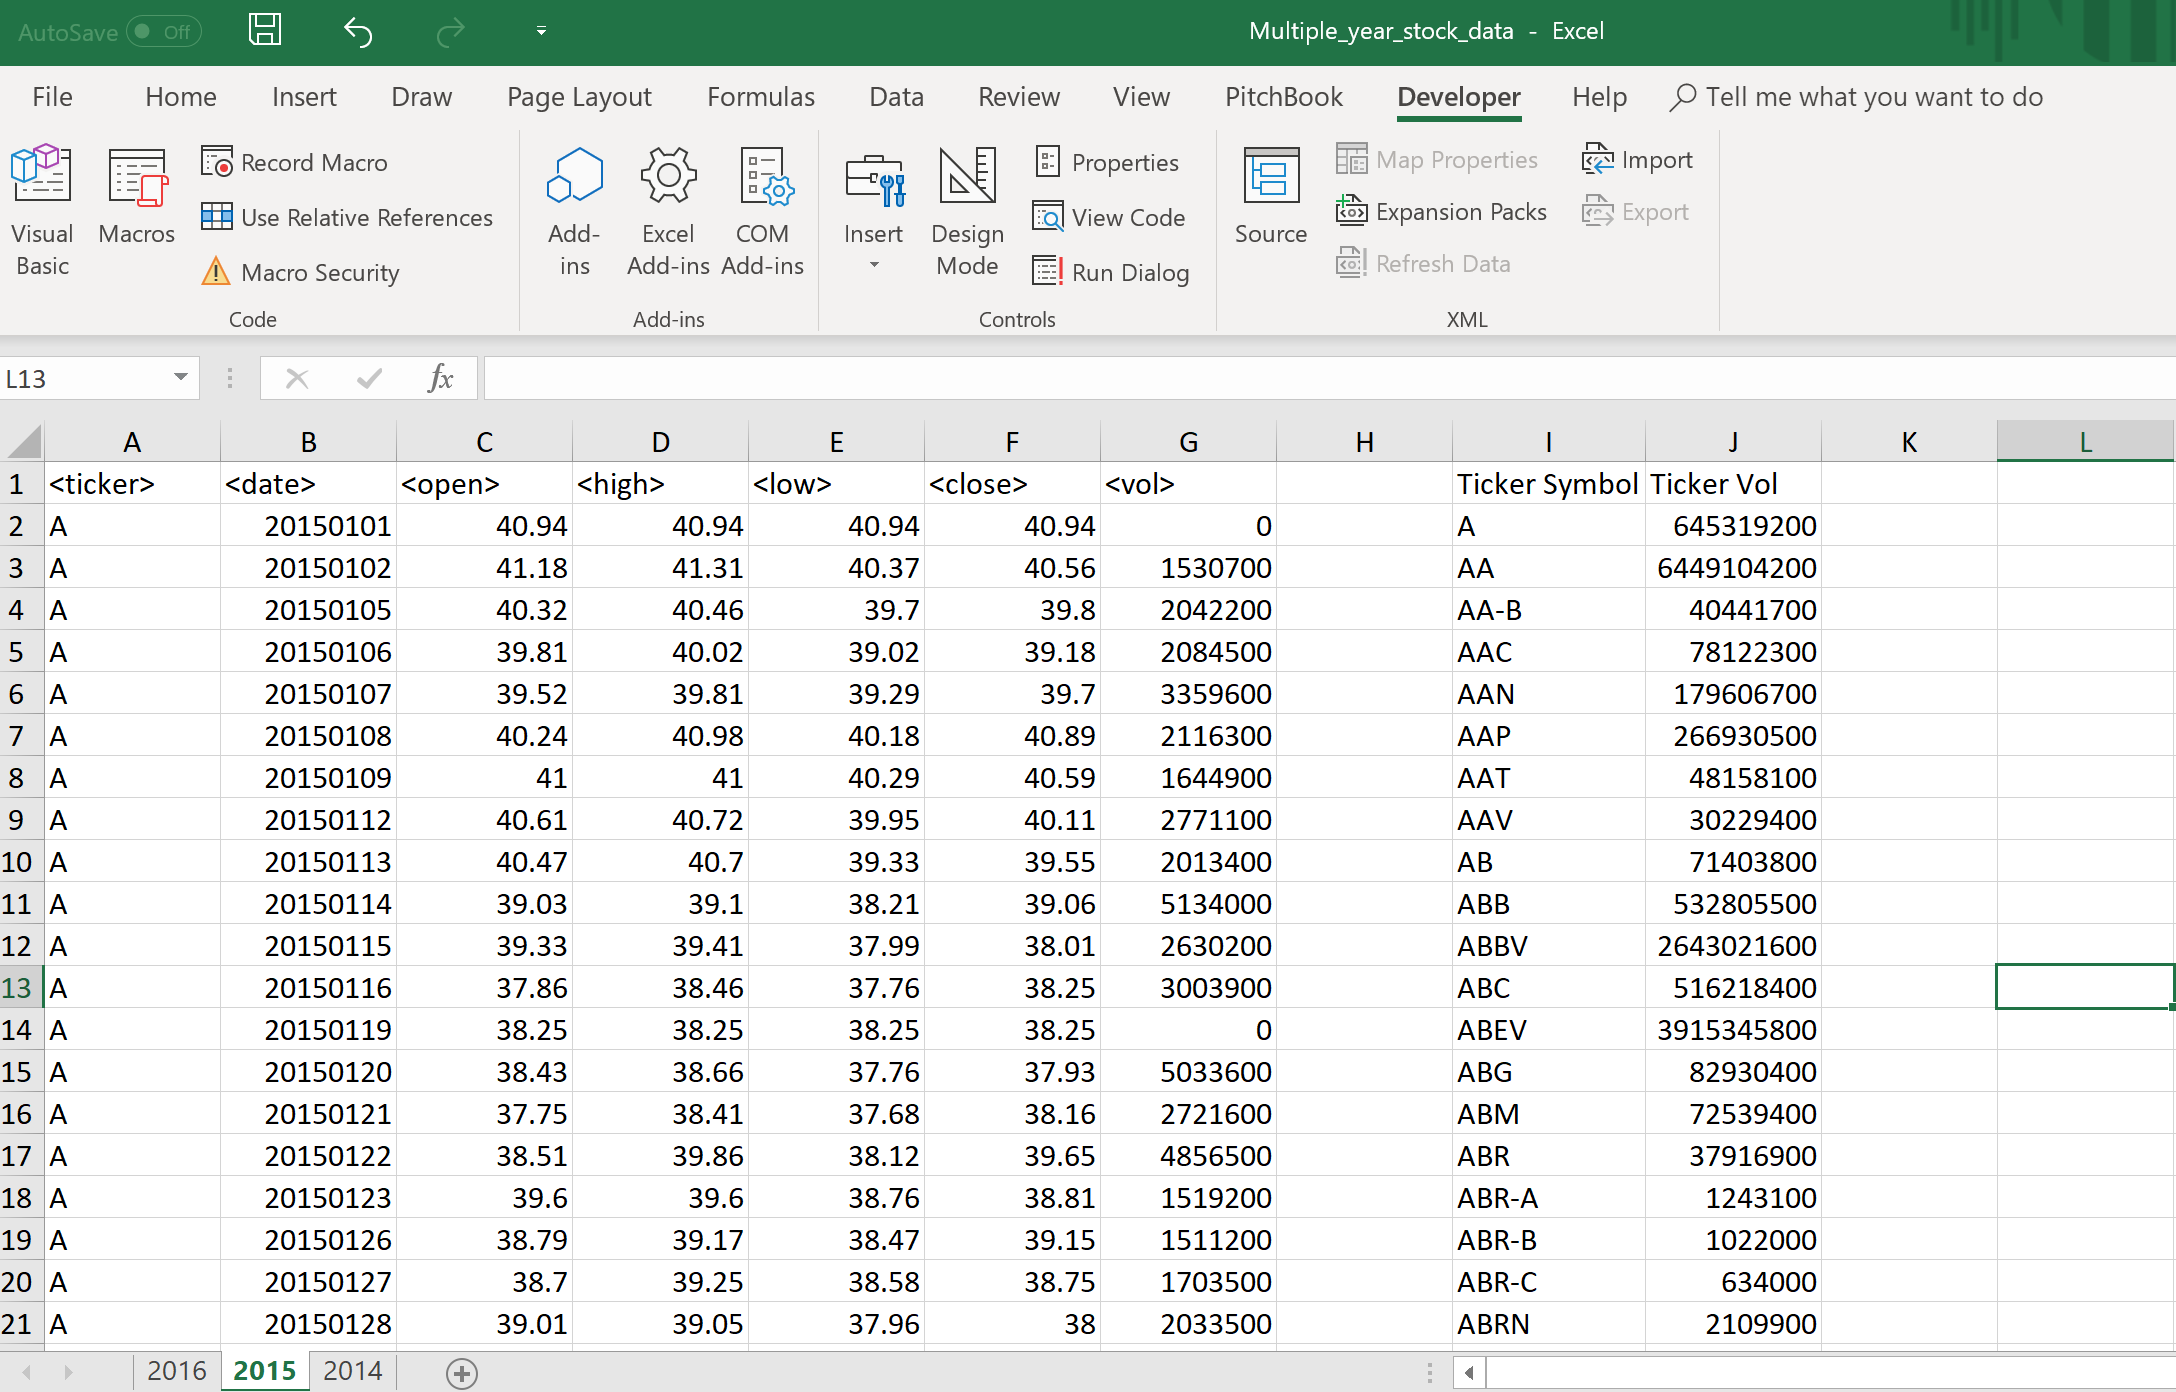 AutoSave Off Multiple_year_stock_data - Excel
File Home Insert Draw Page Layout Formulas Data Review View PitchBook Developer Help Tell me what you want to do
Visual Basic
Macros
Record Macro
Use Relative References
Macro Security
Code
Add-ins
Excel Add-ins
COM Add-ins
Add-ins
Insert
Design Mode
Properties
View Code
Run Dialog
Controls
Source
Map Properties
Expansion Packs
Refresh Data
Import
Export
XML
L13 fx
A B C D E F G H I J K L
1 <ticker> <date> <open> <high> <low> <close> <vol> Ticker Symbol Ticker Vol
2 A 20150101 40.94 40.94 40.94 40.94 0 A 645319200
3 A 20150102 41.18 41.31 40.37 40.56 1530700 AA 6449104200
4 A 20150105 40.32 40.46 39.7 39.8 2042200 AA-B 40441700
5 A 20150106 39.81 40.02 39.02 39.18 2084500 AAC 78122300
6 A 20150107 39.52 39.81 39.29 39.7 3359600 AAN 179606700
7 A 20150108 40.24 40.98 40.18 40.89 2116300 AAP 266930500
8 A 20150109 41 41 40.29 40.59 1644900 AAT 48158100
9 A 20150112 40.61 40.72 39.95 40.11 2771100 AAV 30229400
10 A 20150113 40.47 40.7 39.33 39.55 2013400 AB 71403800
11 A 20150114 39.03 39.1 38.21 39.06 5134000 ABB 532805500
12 A 20150115 39.33 39.41 37.99 38.01 2630200 ABBV 2643021600
13 A 20150116 37.86 38.46 37.76 38.25 3003900 ABC 516218400
14 A 20150119 38.25 38.25 38.25 38.25 0 ABEV 3915345800
15 A 20150120 38.43 38.66 37.76 37.93 5033600 ABG 82930400
16 A 20150121 37.75 38.41 37.68 38.16 2721600 ABM 72539400
17 A 20150122 38.51 39.86 38.12 39.65 4856500 ABR 37916900
18 A 20150123 39.6 39.6 38.76 38.81 1519200 ABR-A 1243100
19 A 20150126 38.79 39.17 38.47 39.15 1511200 ABR-B 1022000
20 A 20150127 38.7 39.25 38.58 38.75 1703500 ABR-C 634000
21 A 20150128 39.01 39.05 37.96 38 2033500 ABRN 2109900
2016 2015 2014